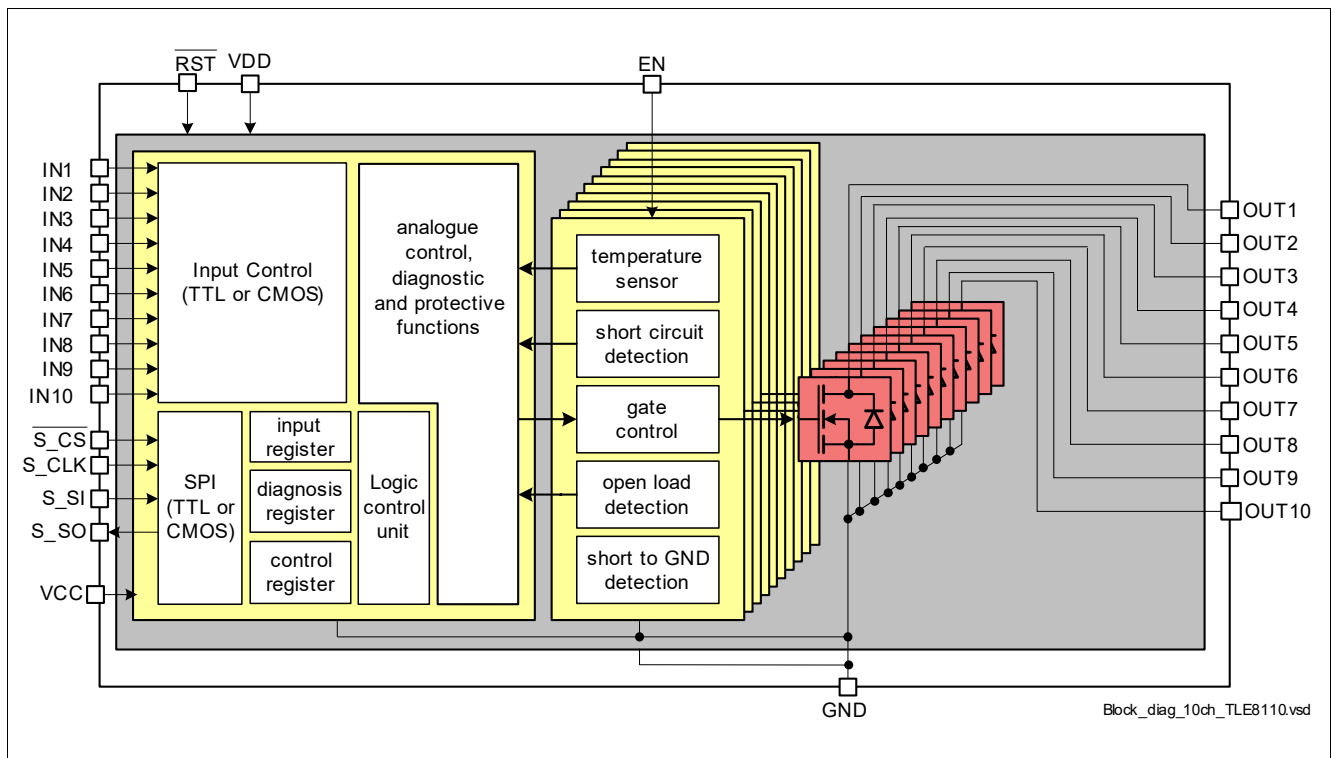 RST VDD EN
IN1
IN2
IN3
IN4
IN5
IN6
IN7
IN8
IN9
IN10
S_CS
S_CLK
S_SI
S_SO
VCC
Input Control
(TTL or CMOS)
analogue
control,
diagnostic
and protective
functions
SPI
(TTL or
CMOS)
input
register
diagnosis
register
control
register
Logic
control
unit
temperature
sensor
short circuit
detection
gate
control
open load
detection
short to GND
detection
OUT1
OUT2
OUT3
OUT4
OUT5
OUT6
OUT7
OUT8
OUT9
OUT10
GND
Block_diag_10ch_TLE8110.vsd